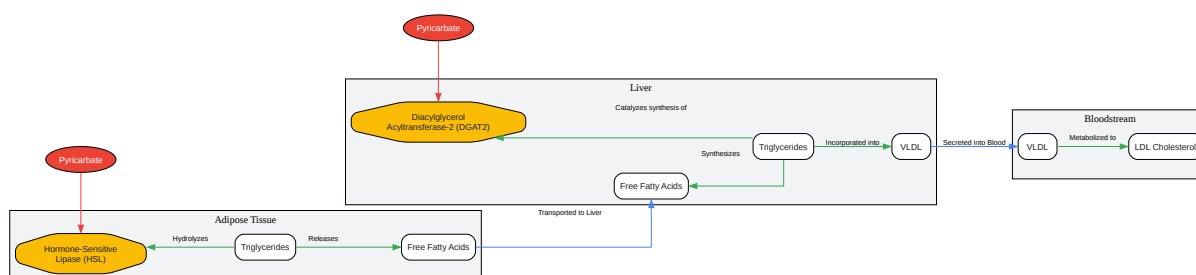 Pyricarbate
Liver
Diacylglycerol
Acyltransferase-2 (DGAT2)
Catalyzes synthesis of
Synthesizes
Triglycerides
Incorporated into
VLDL
Secreted into Blood
Free Fatty Acids
Bloodstream
VLDL
Metabolized to
LDL Cholesterol
Pyricarbate
Adipose Tissue
Hormone-Sensitive
Lipase (HSL)
Hydrolyzes
Triglycerides
Releases
Free Fatty Acids
Transported to Liver